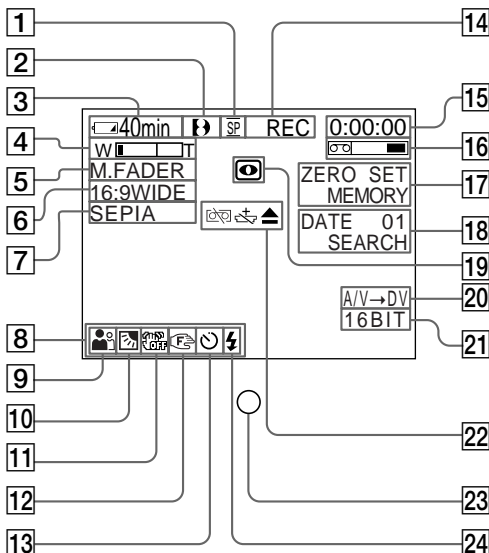 1
14
2
3
15
40min SP REC 0:00:00
4
W T
16
5
M.FADER
ZERO SET
MEMORY
17
6
16:9WIDE
7
SEPIA
DATE 01
SEARCH
18
19
A/V→DV
20
16BIT
21
8
OFF F
9
10
11
22
12
23
13
24